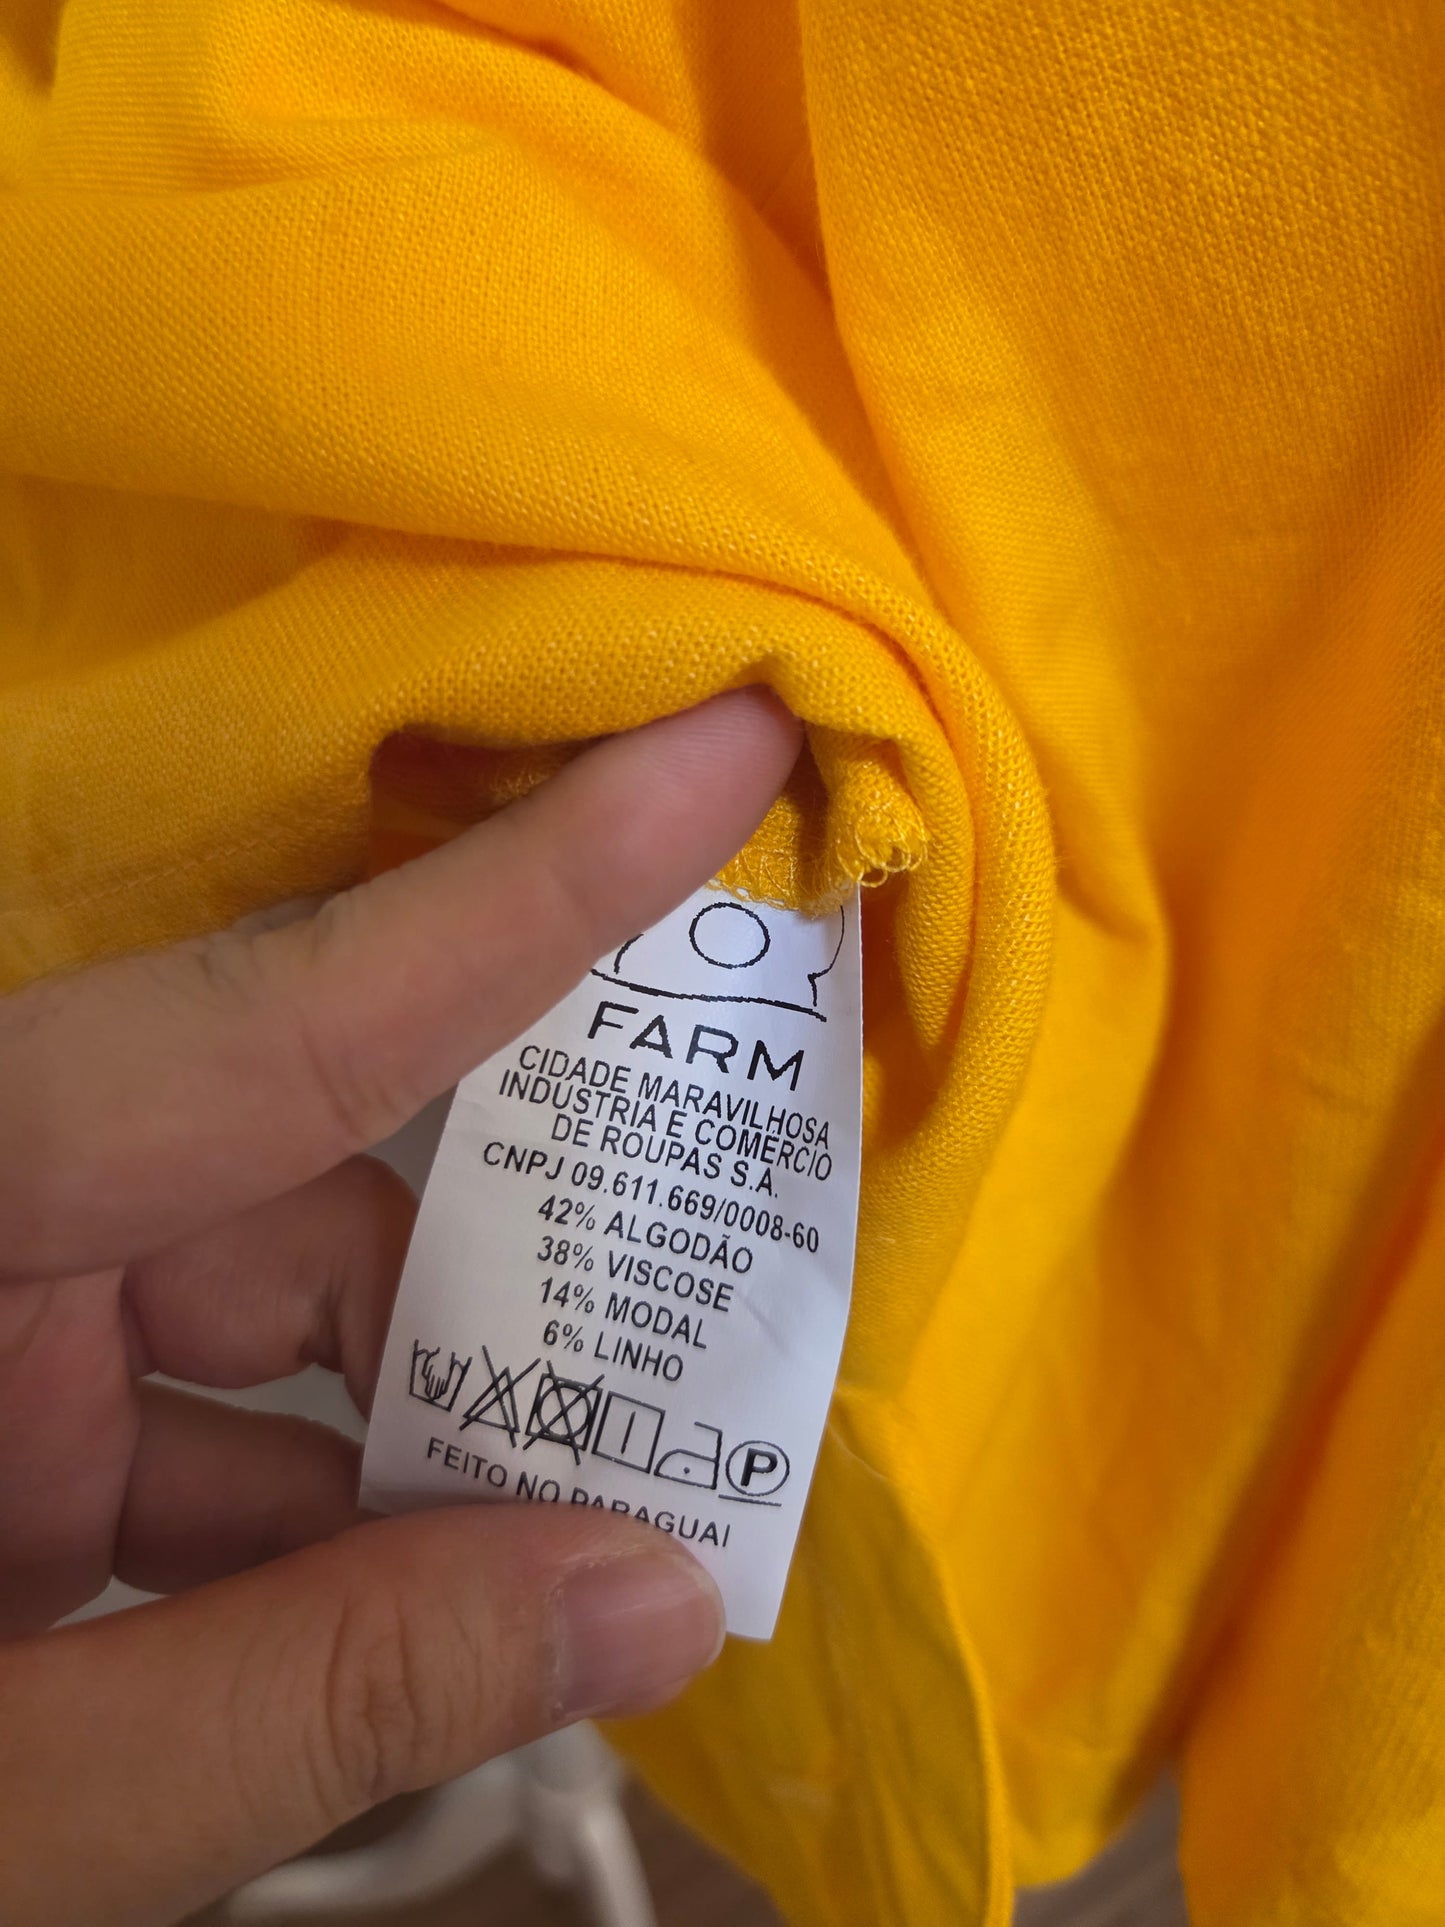 FARM
CIDADE MARAVILHOSA
INDUSTRIA E COMÉRCIO
DE ROUPAS S.A.
CNPJ 09.611.669/0008-60
42% ALGODÃO
38% VISCOSE
14% MODAL
6% LINHO
P
FEITO NO PARAGUAI